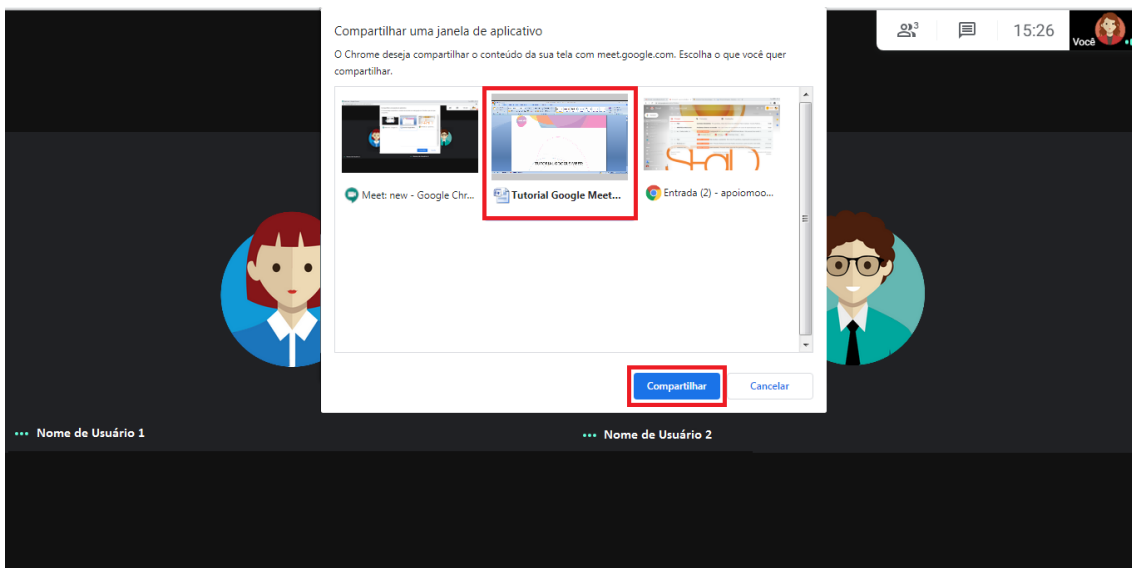 Compartilhar uma janela de aplicativo
O Chrome deseja compartilhar o conteúdo da sua tela com meet.google.com. Escolha o que você quer
compartilhar.
3
15:26
Você
Meet: new - Google Chr...
Tutorial Google Meet...
Entrada (2) - apoiomoo...
Compartilhar
Cancelar
Nome de Usuário 1
Nome de Usuário 2